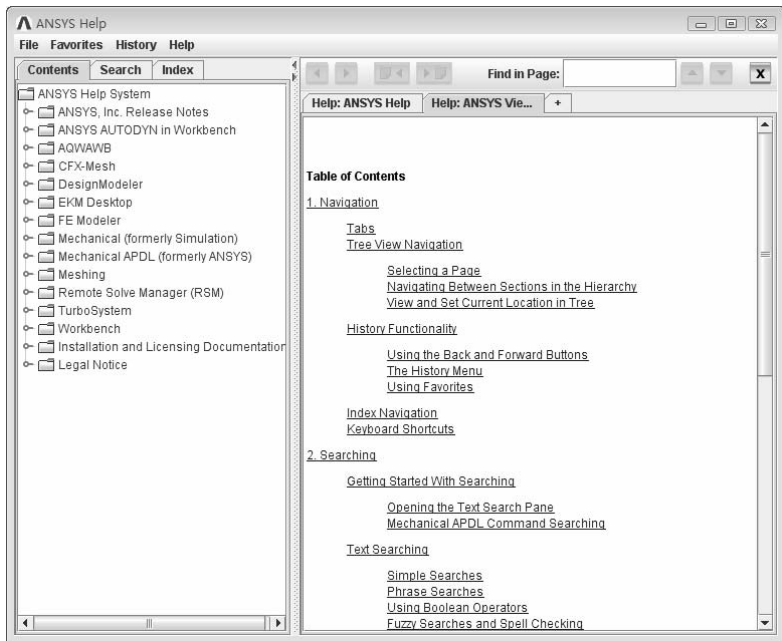 ANSYS Help
File Favorites History Help
Contents Search Index
ANSYS Help System
ANSYS, Inc. Release Notes
ANSYS AUTODYN in Workbench
AQWAWB
CFX-Mesh
DesignModeler
EKM Desktop
FE Modeler
Mechanical (formerly Simulation)
Mechanical APDL (formerly ANSYS)
Meshing
Remote Solve Manager (RSM)
TurboSystem
Workbench
Installation and Licensing Documentation
Legal Notice
Find in Page:
X
Help: ANSYS Help Help: ANSYS Vie... +
Table of Contents
1. Navigation
Tabs
Tree View Navigation
Selecting a Page
Navigating Between Sections in the Hierarchy
View and Set Current Location in Tree
History Functionality
Using the Back and Forward Buttons
The History Menu
Using Favorites
Index Navigation
Keyboard Shortcuts
2. Searching
Getting Started With Searching
Opening the Text Search Pane
Mechanical APDL Command Searching
Text Searching
Simple Searches
Phrase Searches
Using Boolean Operators
Fuzzy Searches and Spell Checking